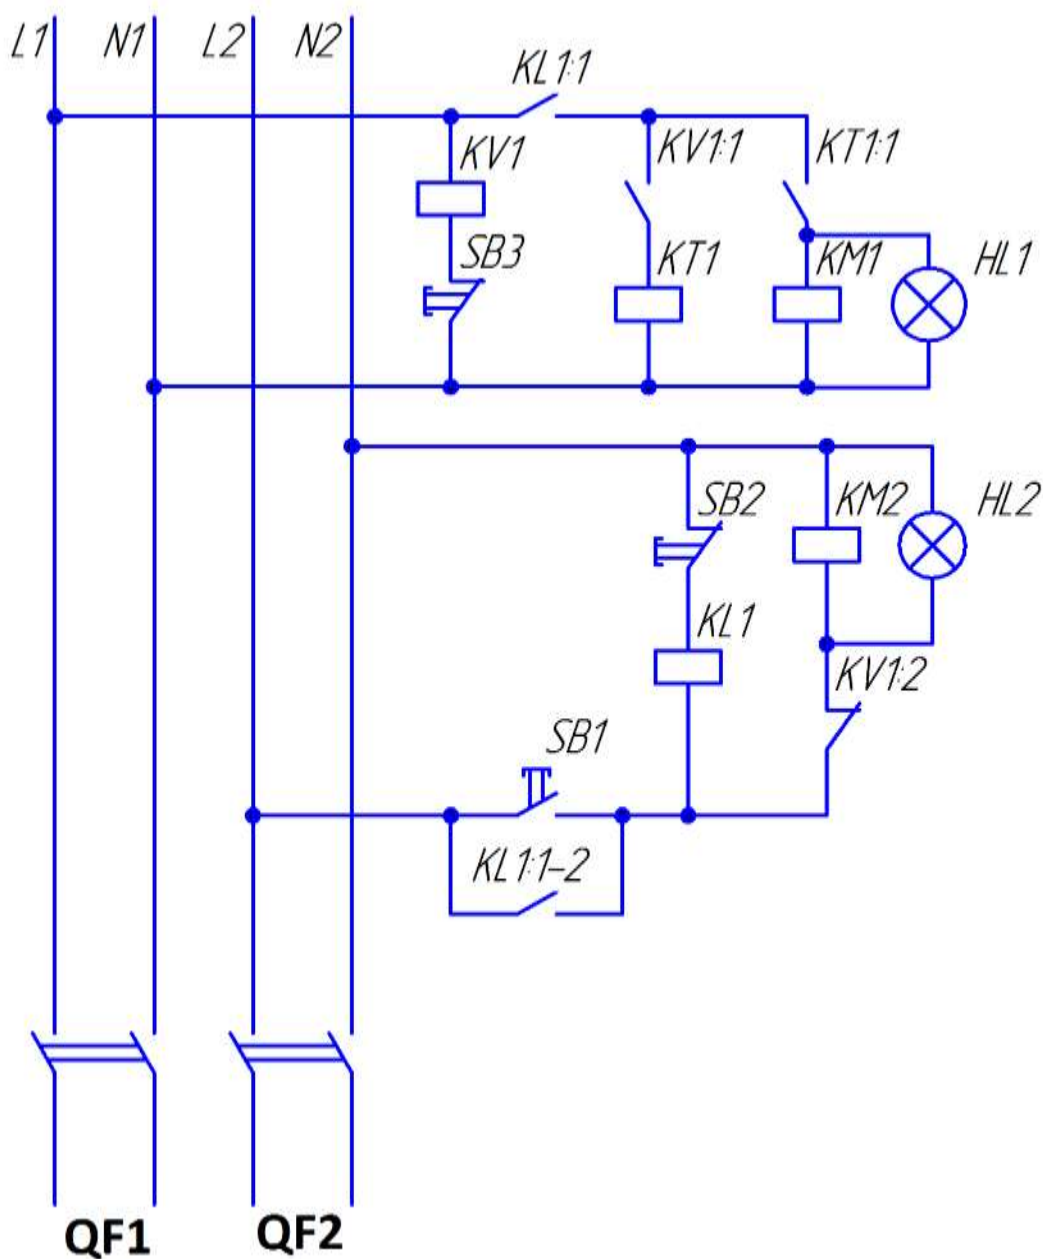 L1 N1 L2 N2
KL1:1
KV1 KV1:1 KT1:1
SB3 KT1 KM1 HL1
SB2 KM2 HL2
KL1
KV1:2
SB1
KL1:1-2
QF1 QF2